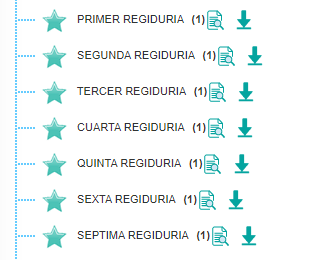 PRIMER REGIDURIA (1)
SEGUNDA REGIDURIA (1)
TERCER REGIDURIA (1)
CUARTA REGIDURIA (1)
QUINTA REGIDURIA (1)
SEXTA REGIDURIA (1)
SEPTIMA REGIDURIA (1)